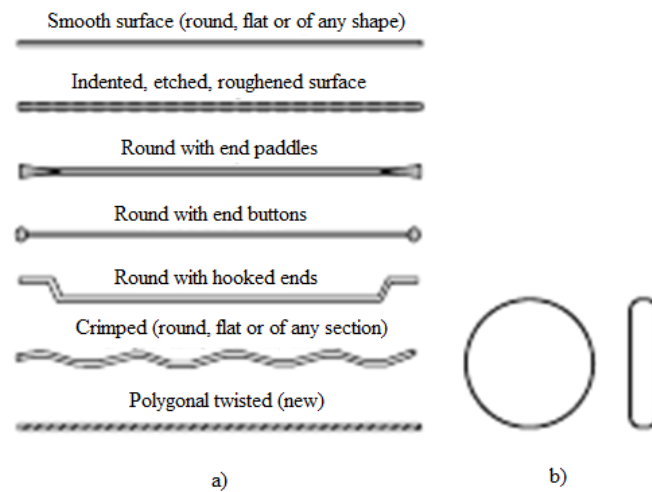 Smooth surface (round, flat or of any shape)
Indented, etched, roughened surface
Round with end paddles
Round with end buttons
Round with hooked ends
Crimped (round, flat or of any section)
Polygonal twisted (new)
a)
b)